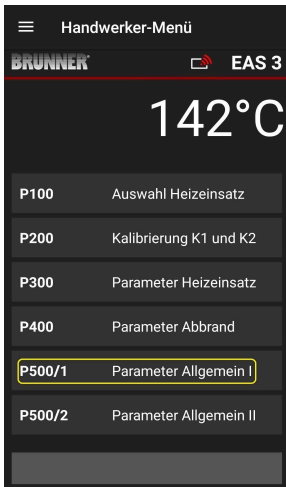 Handwerker-Menü
BRUNNER EAS 3
142°C
P100 Auswahl Heizeinsatz
P200 Kalibrierung K1 und K2
P300 Parameter Heizeinsatz
P400 Parameter Abbrand
P500/1 Parameter Allgemein I
P500/2 Parameter Allgemein II